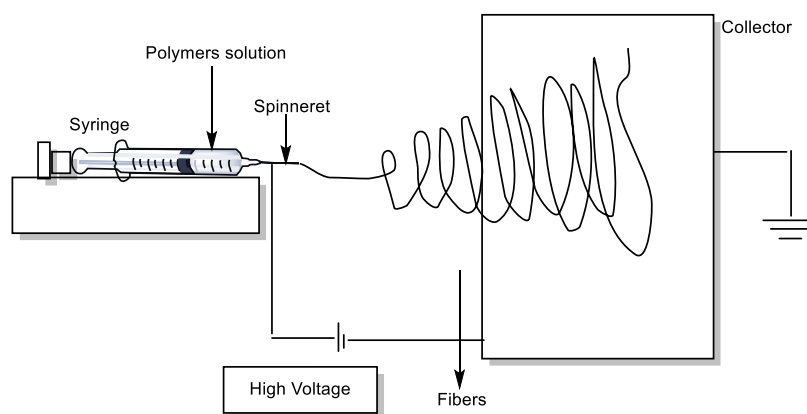 Collector
Polymers solution
Spinneret
Syringe
High Voltage
Fibers